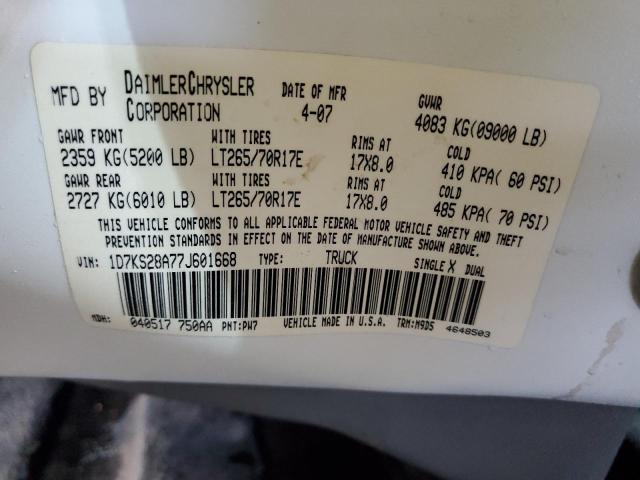 MFD BY DAIMLERCHRYSLER CORPORATION DATE OF MFR 4-07 GVWR 4083 KG(09000 LB)
GAWR FRONT WITH TIRES RIMS AT COLD
2359 KG(5200 LB) LT265/70R17E 17X8.0 410 KPA( 60 PSI)
GAWR REAR WITH TIRES RIMS AT COLD
2727 KG(6010 LB) LT265/70R17E 17X8.0 485 KPA( 70 PSI)
THIS VEHICLE CONFORMS TO ALL APPLICABLE FEDERAL MOTOR VEHICLE SAFETY AND THEFT
PREVENTION STANDARDS IN EFFECT ON THE DATE OF MANUFACTURE SHOWN ABOVE.
VIN: 1D7KS28A77J601668 TYPE: TRUCK SINGLE X DUAL
MDH: 040517 750AA PNT:PW7 VEHICLE MADE IN U.S.A. TRM:M9D5 4648503